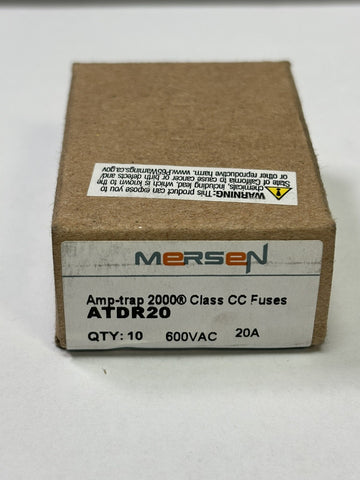 WARNING: This product can expose you to
chemicals, including lead, which is known to the
State of California to cause cancer or birth defects and/
or other reproductive harm. www.P65Warnings.ca.gov
MERSEN
Amp-trap 2000® Class CC Fuses
ATDR20
QTY: 10 600VAC 20A